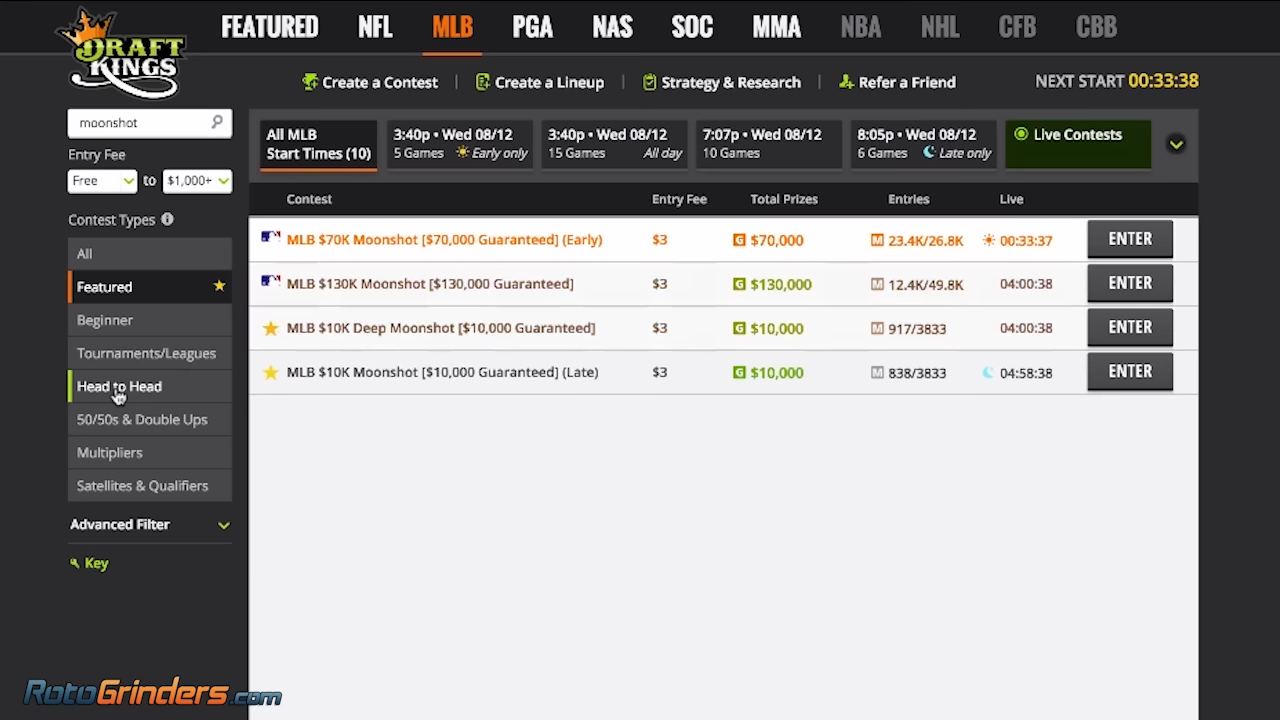 DRAFT
KINGS
FEATURED NFL MLB PGA NAS SOC MMA NBA NHL CFB CBB
Create a Contest | Create a Lineup | Strategy & Research | Refer a Friend NEXT START 00:33:38
moonshot
Entry Fee
Free to $1,000+
Contest Types
All
Featured
Beginner
Tournaments/Leagues
Head to Head
50/50s & Double Ups
Multipliers
Satellites & Qualifiers
Advanced Filter
Key
All MLB
Start Times (10)
3:40p • Wed 08/12
5 Games Early only
3:40p • Wed 08/12
15 Games All day
7:07p • Wed 08/12
10 Games
8:05p • Wed 08/12
6 Games Late only
Live Contests
Contest Entry Fee Total Prizes Entries Live
MLB $70K Moonshot [$70,000 Guaranteed] (Early) $3 G $70,000 M 23.4K/26.8K 00:33:37 ENTER
MLB $130K Moonshot [$130,000 Guaranteed] $3 G $130,000 M 12.4K/49.8K 04:00:38 ENTER
MLB $10K Deep Moonshot [$10,000 Guaranteed] $3 G $10,000 M 917/3833 04:00:38 ENTER
MLB $10K Moonshot [$10,000 Guaranteed] (Late) $3 G $10,000 M 838/3833 04:58:38 ENTER
RotoGrinders.com